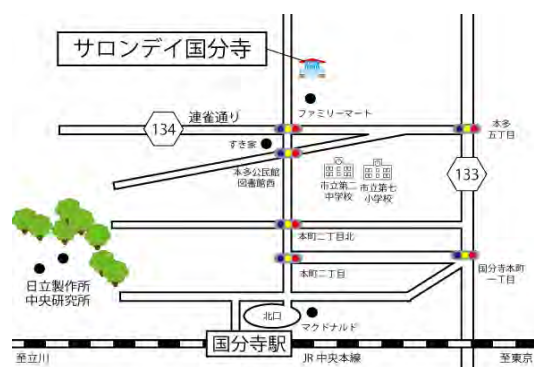 サロンデイ国分寺
ファミリーマート
134
連雀通り
すき家
本多
五丁目
本多公民館
図書館西
市立第二
中学校
市立第七
小学校
133
本町二丁目北
本町二丁目
国分寺本町
一丁目
日立製作所
中央研究所
北口
マクドナルド
国分寺駅
至立川
JR中央本線
至東京